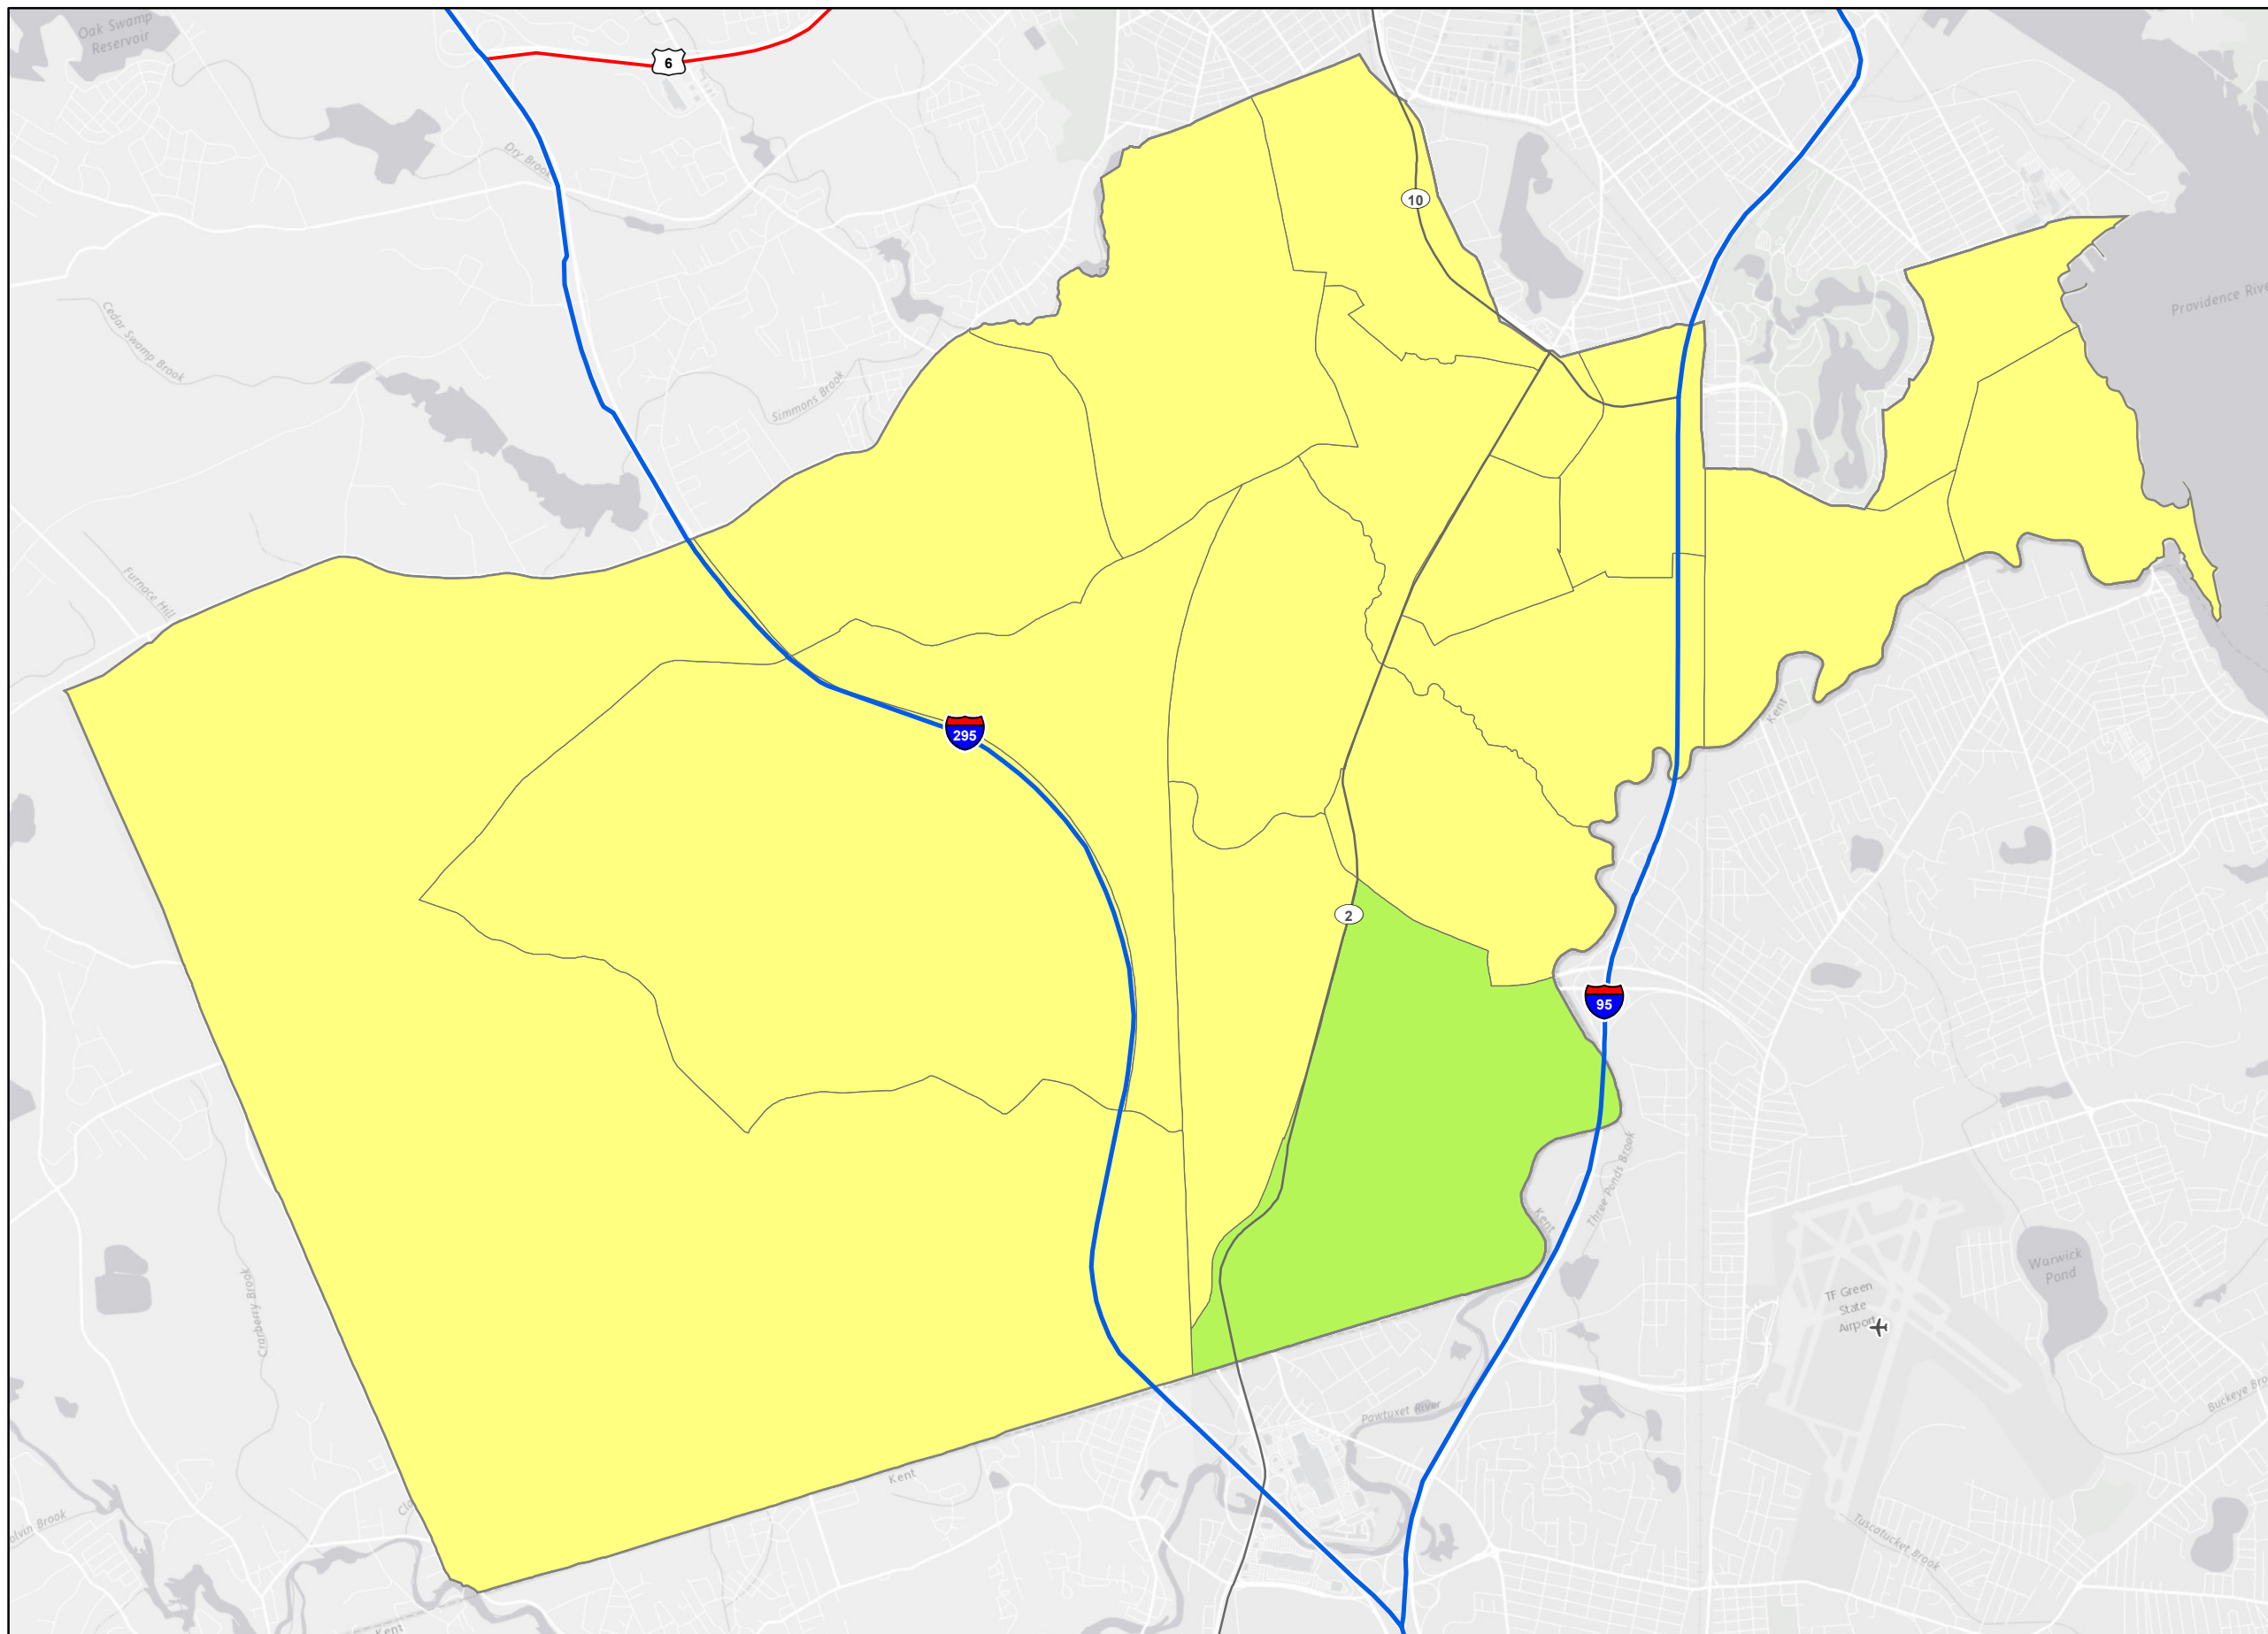 Oak Swamp
Reservoir
6
Dry Brook
10
Providence
Cedar Swamp Brook
Simmons Brook
Furnace Hill
Kent
295
2
95
Three Ponds Brook
Kent
Cranberry Brook
Warwick
Pond
TF Green
State
Airport
Pawtuxet River
Buckeye
Kent
Tuscatucket Brook
Brook
Kent